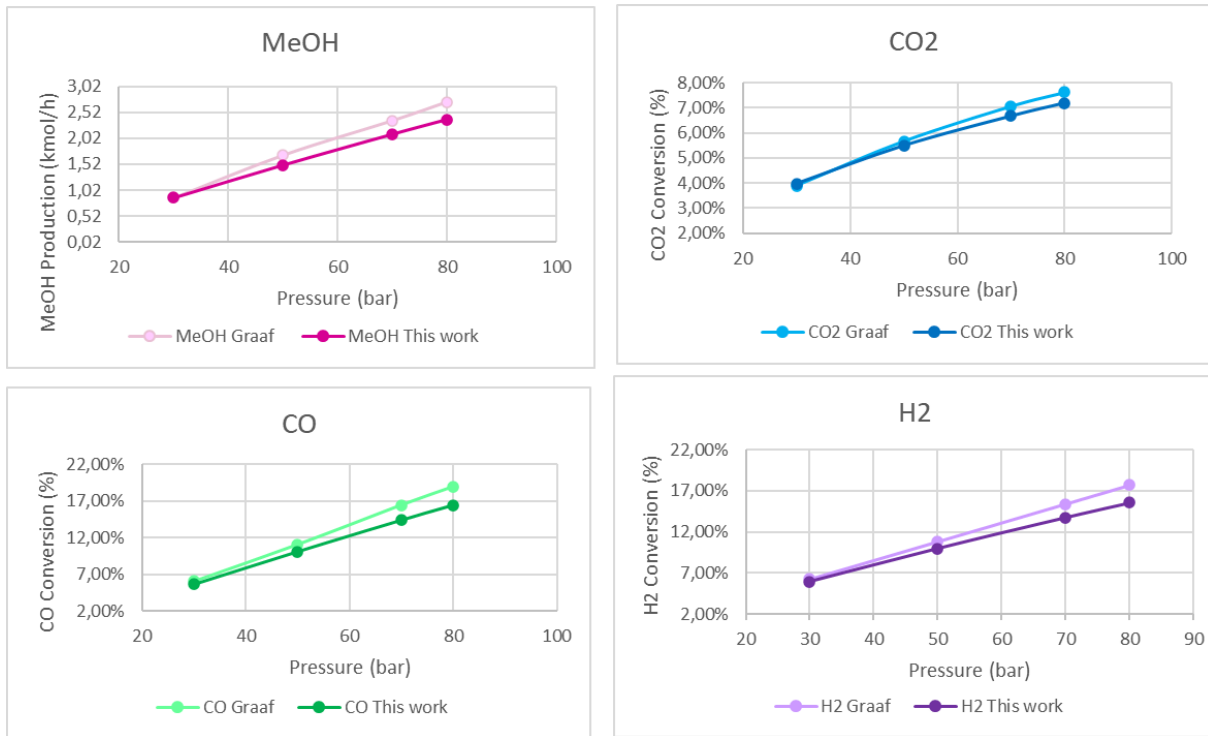 MeOH
MeOH Production (kmol/h)
3,02
2,52
2,02
1,52
1,02
0,52
0,02
20 40 60 80 100
Pressure (bar)
MeOH Graaf MeOH This work
CO2
CO2 Conversion (%)
8,00%
7,00%
6,00%
5,00%
4,00%
3,00%
2,00%
20 40 60 80 100
Pressure (bar)
CO2 Graaf CO2 This work
CO
CO Conversion (%)
22,00%
17,00%
12,00%
7,00%
2,00%
20 40 60 80 100
Pressure (bar)
CO Graaf CO This work
H2
H2 Conversion (%)
22,00%
17,00%
12,00%
7,00%
2,00%
20 30 40 50 60 70 80 90
Pressure (bar)
H2 Graaf H2 This work